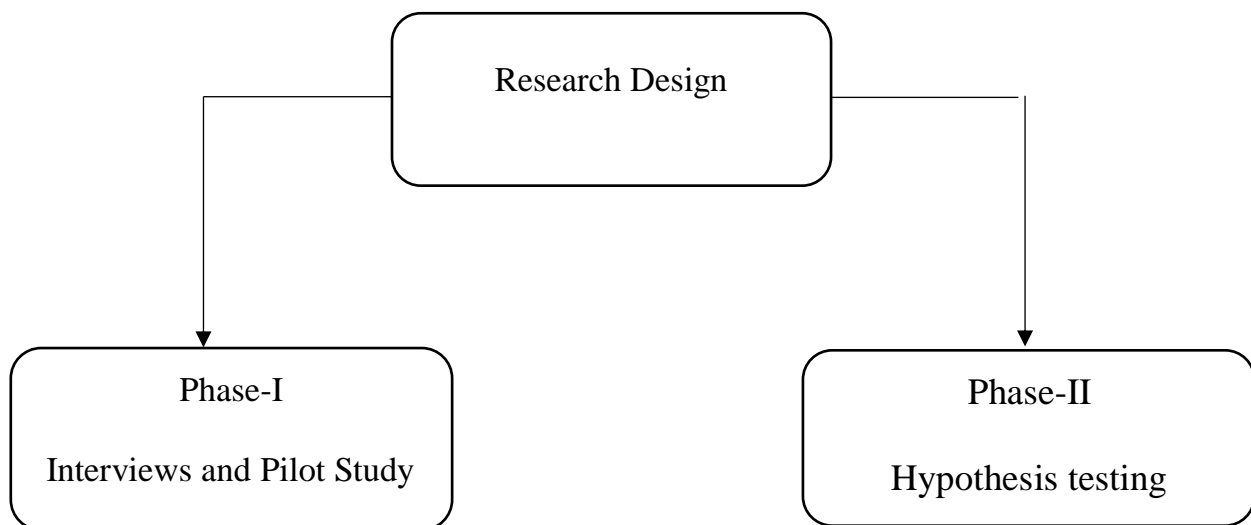 Research Design
Phase-I
Interviews and Pilot Study
Phase-II
Hypothesis testing